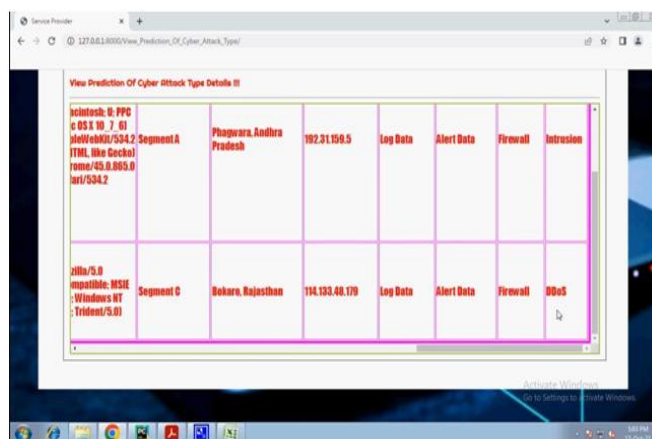 Service Provider
127.0.0.1:8000/View_Prediction_Of_Cyber_Attack_Type/
View Prediction Of Cyber Attack Type Details !!!
acintosh; U; PPC
c OS X 10_7_6)
pleWebKit/534.2
HTML, like Gecko)
rome/45.0.865.0
fari/534.2
Segment A
Phagwara, Andhra
Pradesh
192.31.159.5
Log Data
Alert Data
Firewall
Intrusion
zilla/5.0
ompatible; MSIE
; Windows NT
; Trident/5.0)
Segment C
Bokaro, Rajasthan
114.133.48.179
Log Data
Alert Data
Firewall
DDoS
Activate Windows
Go to Settings to activate Windows.
5:03 PM